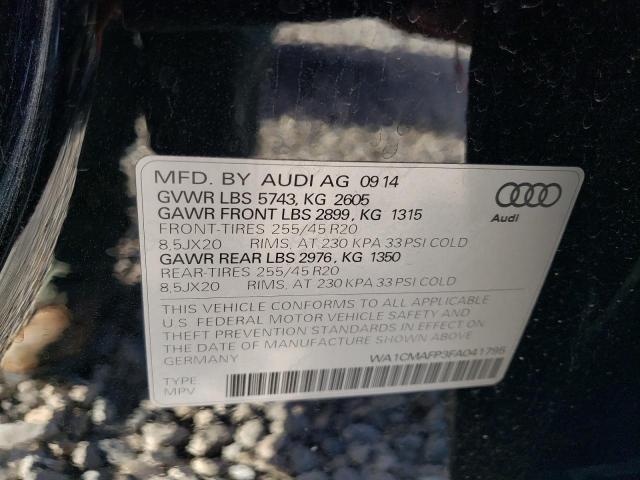 MFD. BY AUDI AG 09.14
GVWR LBS 5743, KG 2605
GAWR FRONT LBS 2899, KG 1315
FRONT-TIRES 255/45 R20
8,5JX20 RIMS, AT 230 KPA 33 PSI COLD
GAWR REAR LBS 2976, KG 1350
REAR-TIRES 255/45 R20
8,5JX20 RIMS, AT 230 KPA 33 PSI COLD
THIS VEHICLE CONFORMS TO ALL APPLICABLE
U.S. FEDERAL MOTOR VEHICLE SAFETY AND
THEFT PREVENTION STANDARDS IN EFFECT ON
THE DATE OF MANUFACTURE SHOWN ABOVE
GERMANY
WA1CMAFP3FA041795
TYPE
MPV
Audi